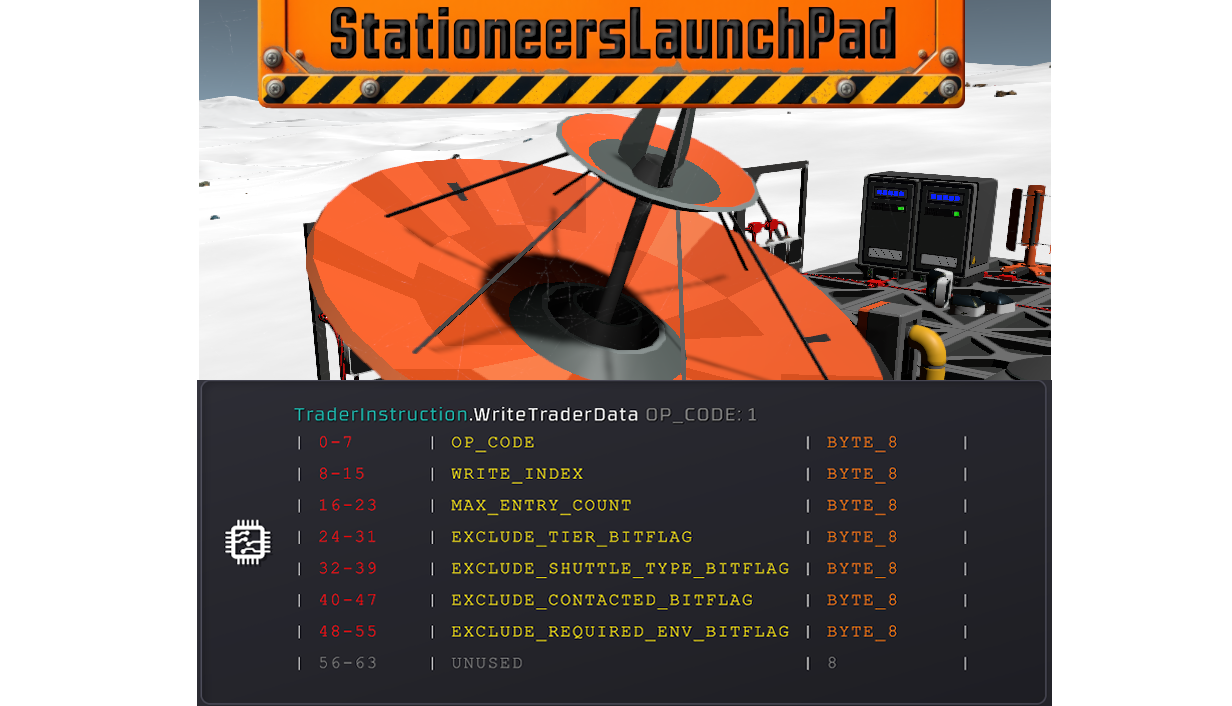 StationeersLaunchPad
TraderInstruction.WriteTraderData OP_CODE: 1
| 0-7 | OP_CODE | BYTE_8 |
| 8-15 | WRITE_INDEX | BYTE_8 |
| 16-23 | MAX_ENTRY_COUNT | BYTE_8 |
| 24-31 | EXCLUDE_TIER_BITFLAG | BYTE_8 |
| 32-39 | EXCLUDE_SHUTTLE_TYPE_BITFLAG | BYTE_8 |
| 40-47 | EXCLUDE_CONTACTED_BITFLAG | BYTE_8 |
| 48-55 | EXCLUDE_REQUIRED_ENV_BITFLAG | BYTE_8 |
| 56-63 | UNUSED | 8 |